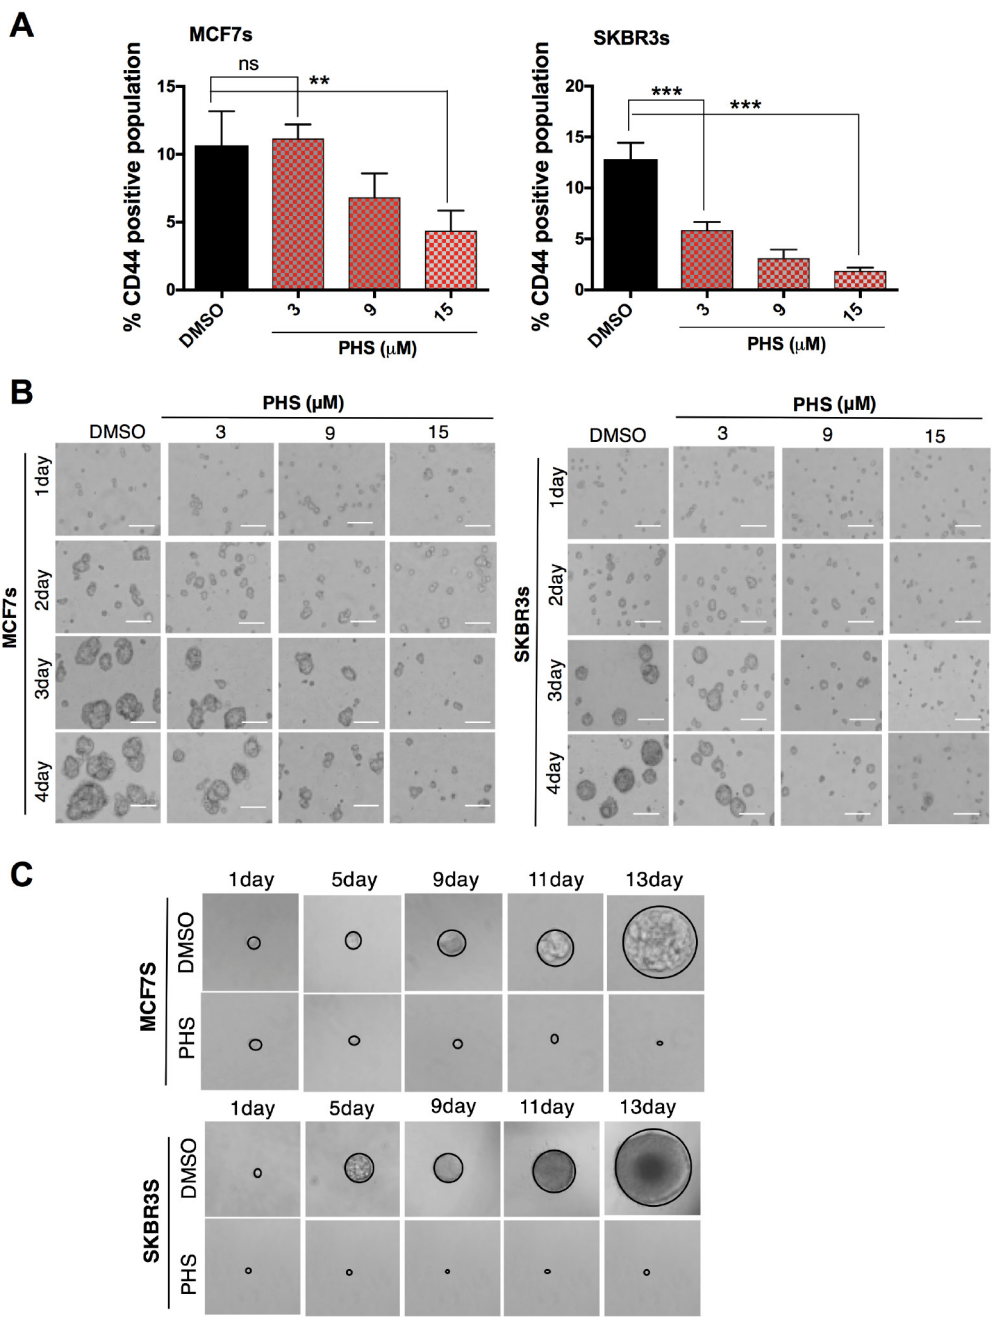 A
MCF7s
SKBR3s
% CD44 positive population
15
10
5
0
ns
**
DMSO
3
9
15
PHS (μM)
% CD44 positive population
20
15
10
5
0
***
***
DMSO
3
9
15
PHS (μM)
B
PHS (μM)
DMSO 3 9 15
MCF7s
1day
2day
3day
4day
PHS (μM)
DMSO 3 9 15
SKBR3s
1day
2day
3day
4day
C
1day 5day 9day 11day 13day
MCF7S
DMSO
PHS
1day 5day 9day 11day 13day
SKBR3S
DMSO
PHS